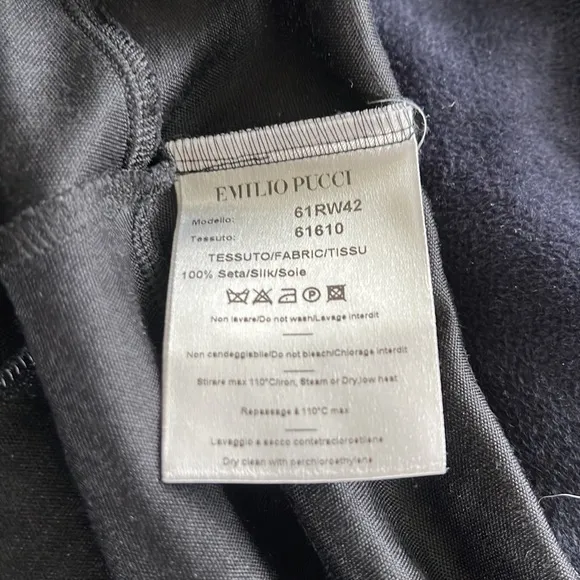 EMILIO PUCCI
Modello: 61RW42
Tessuto: 61610
TESSUTO/FABRIC/TISSU
100% Seta/Silk/Soie
Non lavare/Do not wash/Lavage interdit
Non candeggiabile/Do not bleach/Chlorage interdit
Stirare max 110°C/Iron, Steam or Dry,low heat
Repassage à 110°C max
Lavaggio a secco contetracloroetilene
Dry clean with perchloroethylene